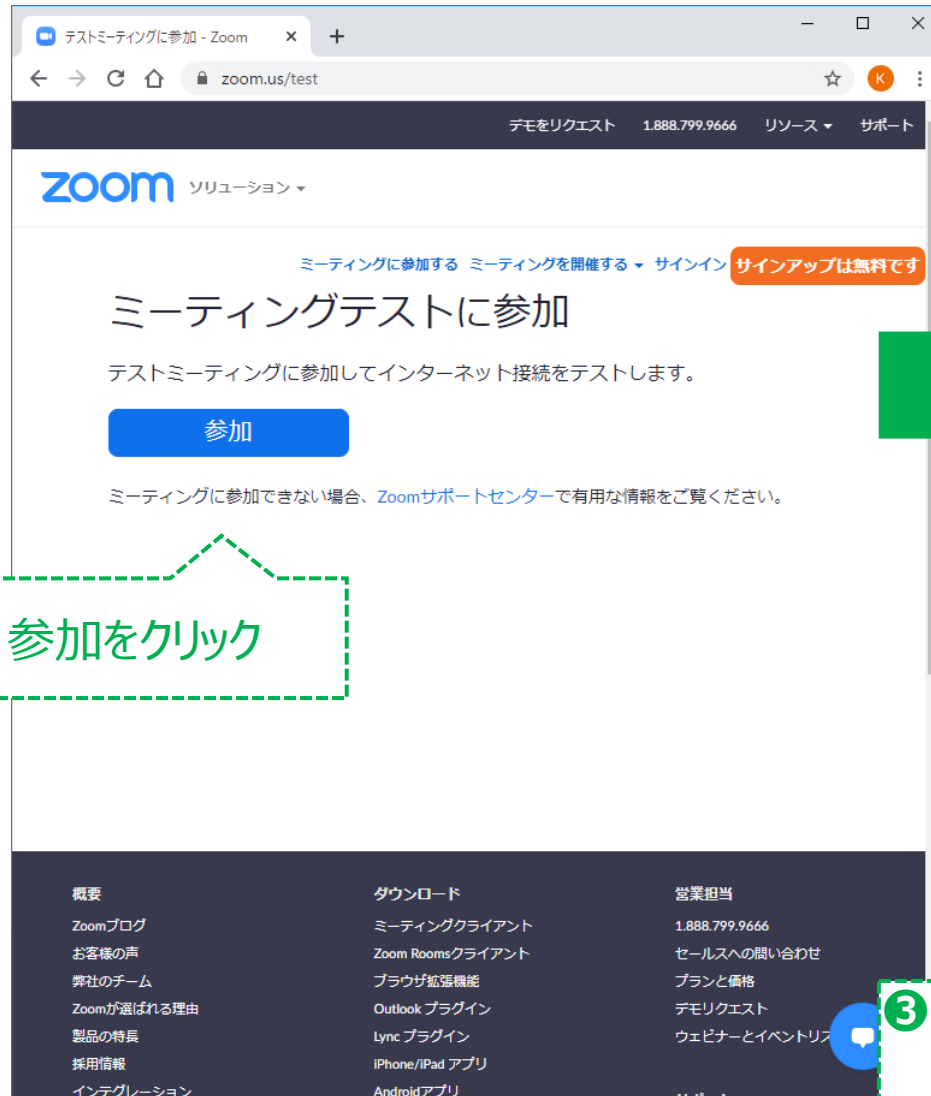 テストミーティングに参加 - Zoom
zoom.us/test
K
デモをリクエスト 1.888.799.9666 リソース サポート
zoom ソリューション
ミーティングに参加する ミーティングを開催する サインイン サインアップは無料です
ミーティングテストに参加
テストミーティングに参加してインターネット接続をテストします。
参加
ミーティングに参加できない場合、Zoomサポートセンターで有用な情報をご覧ください。
参加をクリック
概要 ダウンロード 営業担当
Zoomブログ ミーティングクライアント 1.888.799.9666
お客様の声 Zoom Roomsクライアント セールスへの問い合わせ
弊社のチーム ブラウザ拡張機能 プランと価格
Zoomが選ばれる理由 Outlook プラグイン デモリクエスト
製品の特長 Lync プラグイン ウェビナーとイベントリス
採用情報 iPhone/iPad アプリ
インテグレーション Androidアプリ
❸